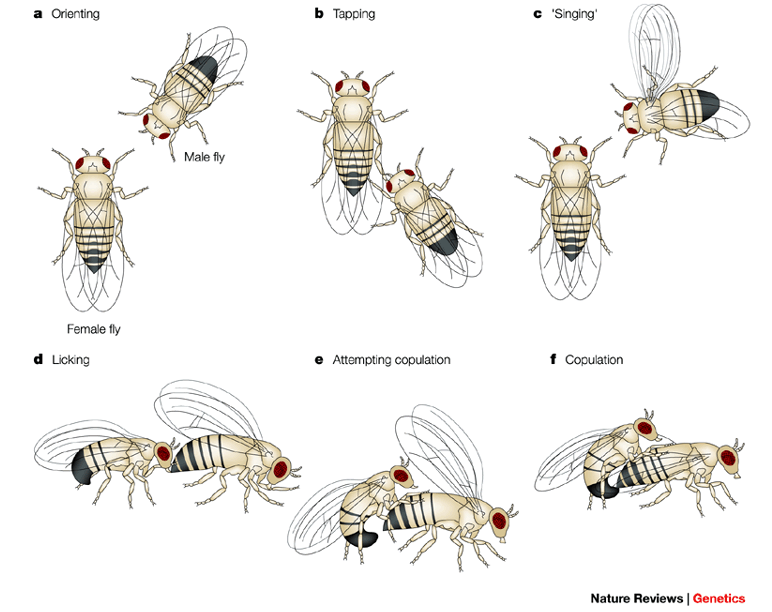 a Orienting
b Tapping
c 'Singing'
Male fly
Female fly
d Licking
e Attempting copulation
f Copulation
Nature Reviews | Genetics